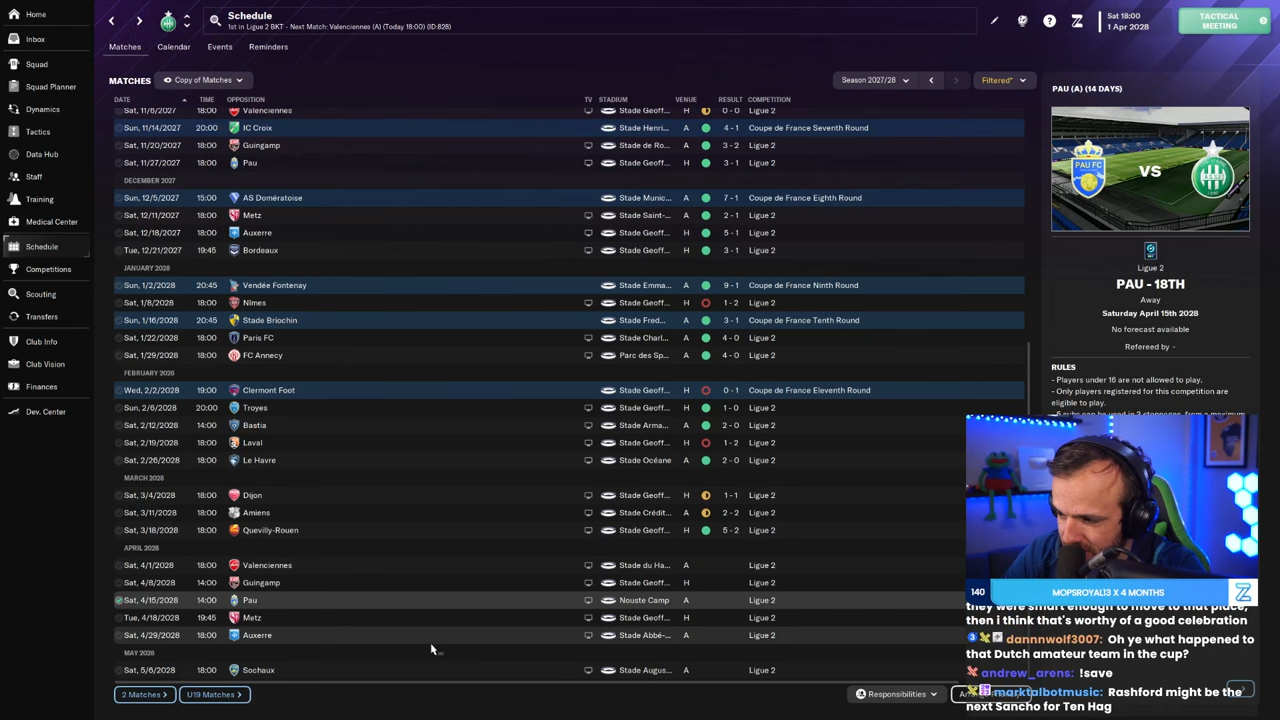 Home
Inbox
Squad
Squad Planner
Dynamics
Tactics
Data Hub
Staff
Training
Medical Center
Schedule
Competitions
Scouting
Transfers
Club Info
Club Vision
Finances
Dev. Center
Schedule
1st in Ligue 2 BKT - Next Match: Valenciennes (A) (Today 18:00) (ID:828)
Sat 18:00
1 Apr 2028
TACTICAL MEETING
Matches Calendar Events Reminders
MATCHES Copy of Matches Season 2027/28 Filtered*
DATE TIME OPPOSITION TV STADIUM VENUE RESULT COMPETITION
Sat, 11/6/2027 18:00 Valenciennes Stade Geoff... H 0 - 0 Ligue 2
Sun, 11/14/2027 20:00 IC Croix Stade Henri... A 4 - 1 Coupe de France Seventh Round
Sat, 11/20/2027 18:00 Guingamp Stade de Ro... A 3 - 2 Ligue 2
Sat, 11/27/2027 18:00 Pau Stade Geoff... H 3 - 1 Ligue 2
DECEMBER 2027
Sun, 12/5/2027 15:00 AS Domératoise Stade Munic... A 7 - 1 Coupe de France Eighth Round
Sat, 12/11/2027 18:00 Metz Stade Saint-... A 2 - 1 Ligue 2
Sat, 12/18/2027 18:00 Auxerre Stade Geoff... H 5 - 1 Ligue 2
Tue, 12/21/2027 19:45 Bordeaux Stade Geoff... H 3 - 1 Ligue 2
JANUARY 2028
Sun, 1/2/2028 20:45 Vendée Fontenay Stade Emma... A 9 - 1 Coupe de France Ninth Round
Sat, 1/8/2028 18:00 Nîmes Stade Geoff... H 1 - 2 Ligue 2
Sun, 1/16/2028 20:45 Stade Briochin Stade Fred... A 3 - 1 Coupe de France Tenth Round
Sat, 1/22/2028 18:00 Paris FC Stade Charl... A 4 - 0 Ligue 2
Sat, 1/29/2028 18:00 FC Annecy Parc des Sp... A 4 - 0 Ligue 2
FEBRUARY 2028
Wed, 2/2/2028 19:00 Clermont Foot Stade Geoff... H 0 - 1 Coupe de France Eleventh Round
Sun, 2/6/2028 20:00 Troyes Stade Geoff... H 1 - 0 Ligue 2
Sat, 2/12/2028 14:00 Bastia Stade Arma... A 2 - 0 Ligue 2
Sat, 2/19/2028 18:00 Laval Stade Geoff... H 1 - 2 Ligue 2
Sat, 2/26/2028 18:00 Le Havre Stade Océane A 2 - 0 Ligue 2
MARCH 2028
Sat, 3/4/2028 18:00 Dijon Stade Geoff... H 1 - 1 Ligue 2
Sat, 3/11/2028 18:00 Amiens Stade Crédit... A 2 - 2 Ligue 2
Sat, 3/18/2028 18:00 Quevilly-Rouen Stade Geoff... H 5 - 2 Ligue 2
APRIL 2028
Sat, 4/1/2028 18:00 Valenciennes Stade du Ha... A Ligue 2
Sat, 4/8/2028 14:00 Guingamp Stade Geoff... H Ligue 2
Sat, 4/15/2028 14:00 Pau Nouste Camp A Ligue 2
Tue, 4/18/2028 19:45 Metz Stade Geoff... H Ligue 2
Sat, 4/29/2028 18:00 Auxerre Stade Abbé-... A Ligue 2
MAY 2028
Sat, 5/6/2028 18:00 Sochaux Stade Augus... A Ligue 2
2 Matches U19 Matches Responsibilities
PAU (A) (14 DAYS)
PAU FC VS ASSE
Ligue 2
PAU - 18TH
Away
Saturday April 15th 2028
No forecast available
Refereed by -
RULES
- Players under 16 are not allowed to play.
- Only players registered for this competition are
eligible to play.
- 5 subs can be used in 3 stoppages, from a maximum
140 MOPSROYAL13 X 4 MONTHS
they were smart enough to move to that place,
then i think that's worthy of a good celebration
dannnwolf3007: Oh ye what happened to
that Dutch amateur team in the cup?
andrew_arens: !save
marktalbotmusic: Rashford might be the
next Sancho for Ten Hag